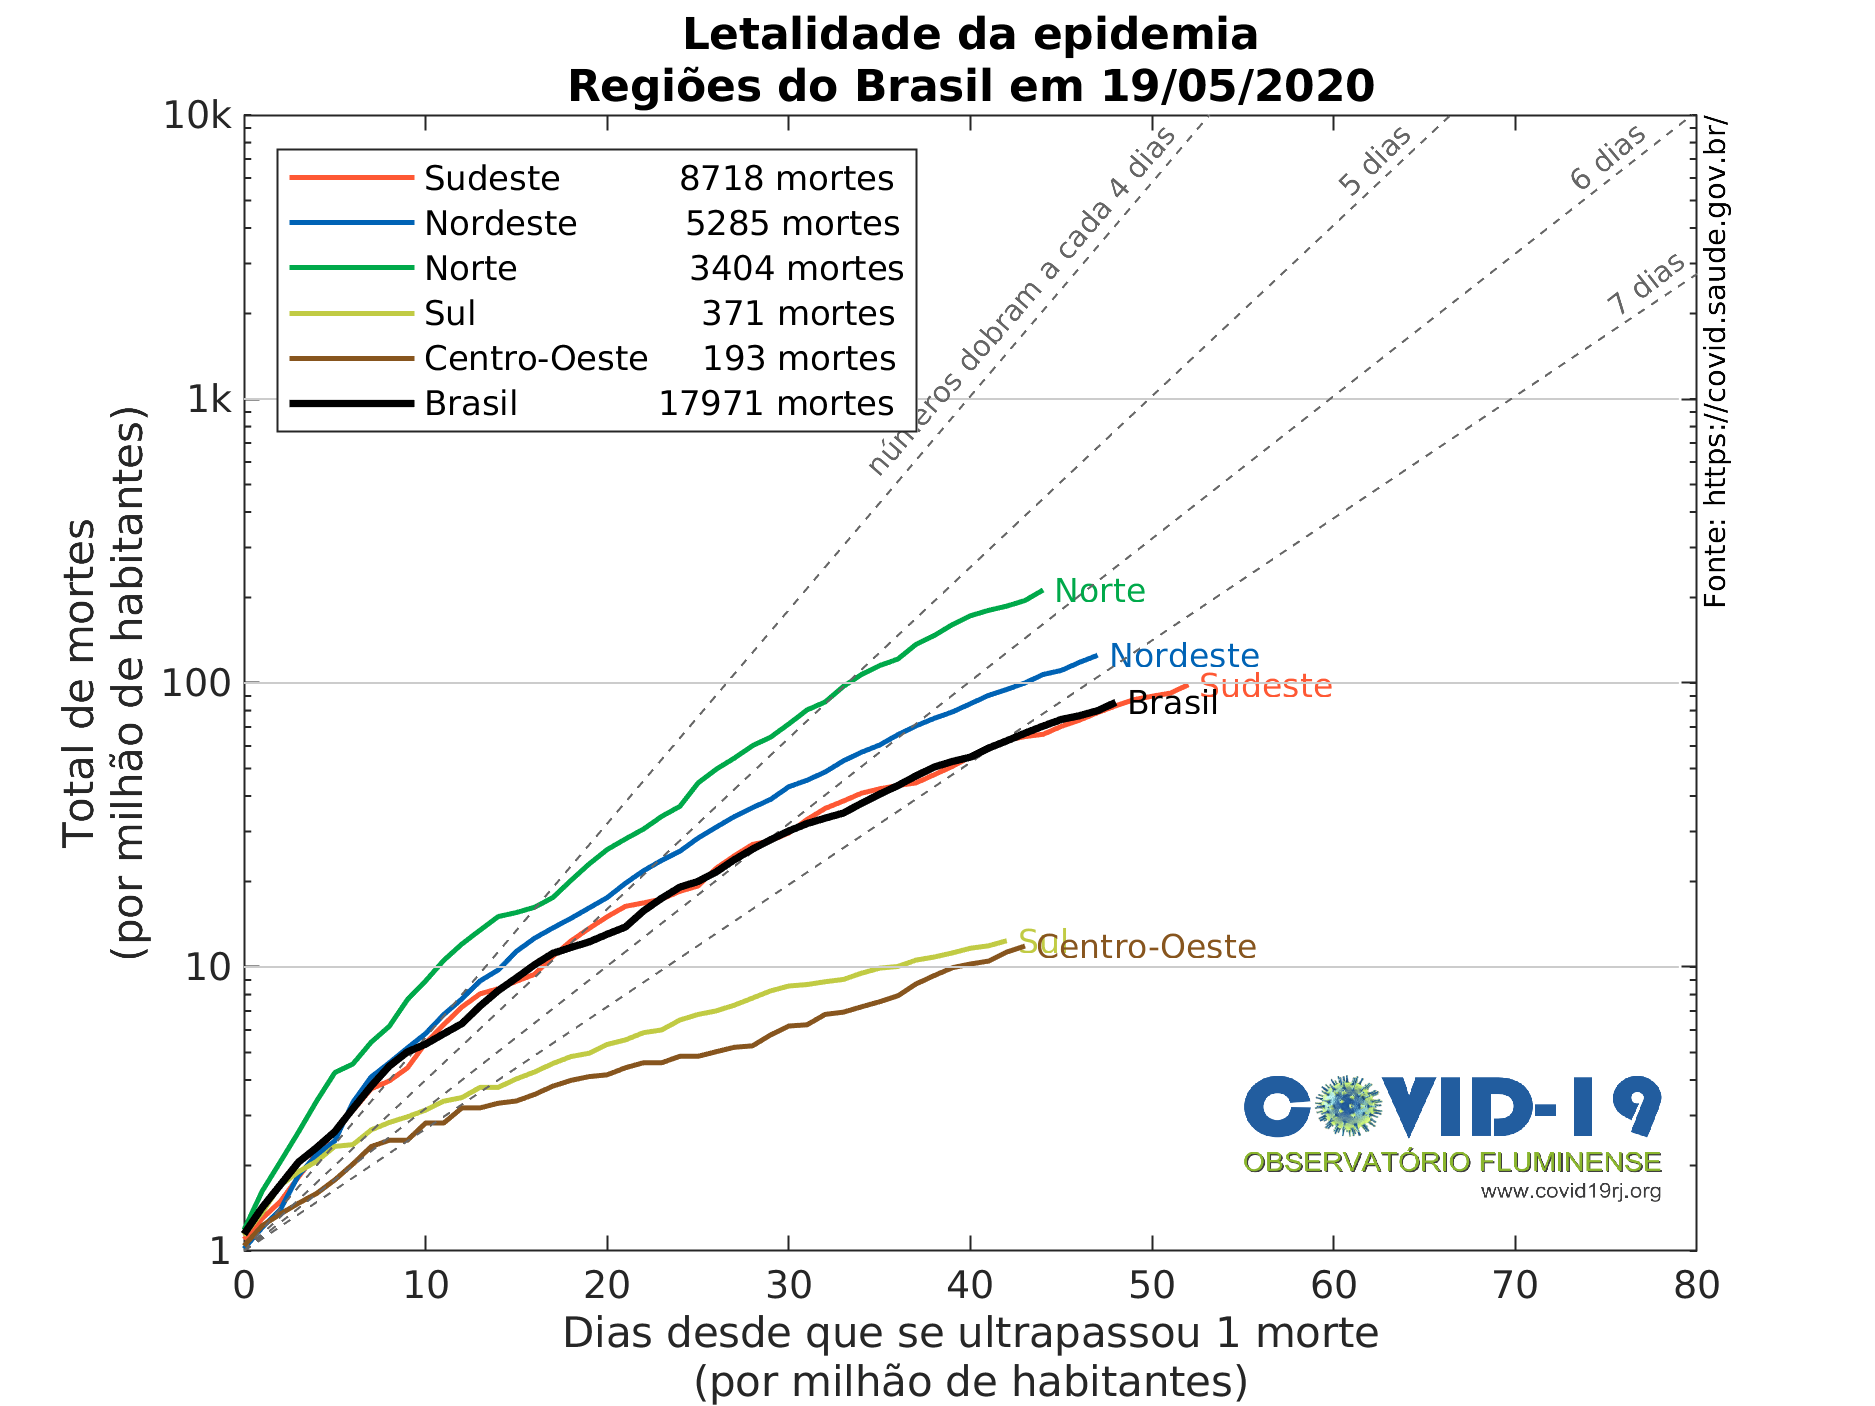 Letalidade da epidemia
Regiões do Brasil em 19/05/2020
10k
1k
100
10
1
Total de mortes
(por milhão de habitantes)
Sudeste 8718 mortes
Nordeste 5285 mortes
Norte 3404 mortes
Sul 371 mortes
Centro-Oeste 193 mortes
Brasil 17971 mortes
números dobram a cada 4 dias
5 dias
6 dias
7 dias
Fonte: https://covid.saude.gov.br/
Norte
Nordeste
Sudeste
Brasil
Sul
Centro-Oeste
COVID-19
OBSERVATÓRIO FLUMINENSE
www.covid19rj.org
0 10 20 30 40 50 60 70 80
Dias desde que se ultrapassou 1 morte
(por milhão de habitantes)